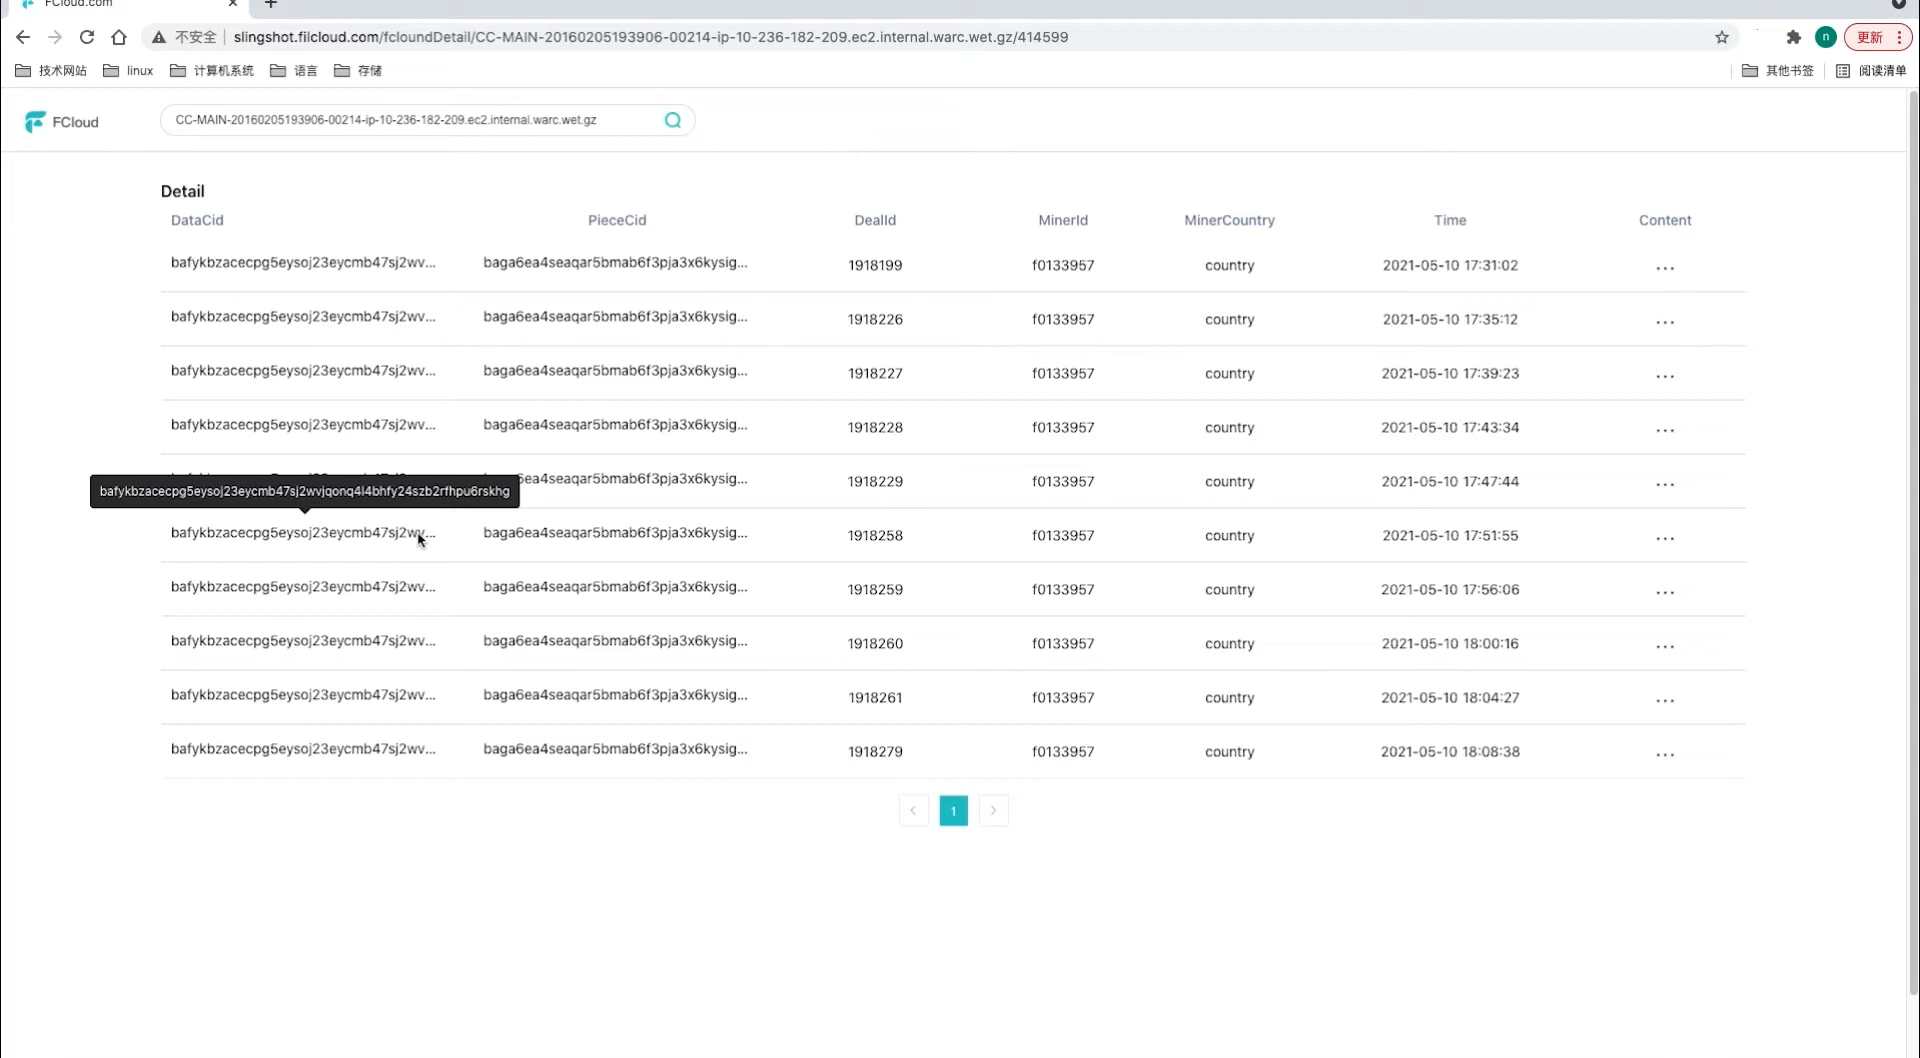 FCloud.com
不安全 slingshot.filcloud.com/fcloundDetail/CC-MAIN-20160205193906-00214-ip-10-236-182-209.ec2.internal.warc.wet.gz/414599 n 更新
技术网站 linux 计算机系统 语言 存储 其他书签 阅读清单
FCloud CC-MAIN-20160205193906-00214-ip-10-236-182-209.ec2.internal.warc.wet.gz
Detail
DataCid PieceCid DealId MinerId MinerCountry Time Content
bafykbzacecpg5eysoj23eycmb47sj2wv... baga6ea4seaqar5bmab6f3pja3x6kysig... 1918199 f0133957 country 2021-05-10 17:31:02 ...
bafykbzacecpg5eysoj23eycmb47sj2wv... baga6ea4seaqar5bmab6f3pja3x6kysig... 1918226 f0133957 country 2021-05-10 17:35:12 ...
bafykbzacecpg5eysoj23eycmb47sj2wv... baga6ea4seaqar5bmab6f3pja3x6kysig... 1918227 f0133957 country 2021-05-10 17:39:23 ...
bafykbzacecpg5eysoj23eycmb47sj2wv... baga6ea4seaqar5bmab6f3pja3x6kysig... 1918228 f0133957 country 2021-05-10 17:43:34 ...
5eaqar5bmab6f3pja3x6kysig... 1918229 f0133957 country 2021-05-10 17:47:44 ...
bafykbzacecpg5eysoj23eycmb47sj2wvjqonq4l4bhfy24szb2rfhpu6rskhg
bafykbzacecpg5eysoj23eycmb47sj2wv... baga6ea4seaqar5bmab6f3pja3x6kysig... 1918258 f0133957 country 2021-05-10 17:51:55 ...
bafykbzacecpg5eysoj23eycmb47sj2wv... baga6ea4seaqar5bmab6f3pja3x6kysig... 1918259 f0133957 country 2021-05-10 17:56:06 ...
bafykbzacecpg5eysoj23eycmb47sj2wv... baga6ea4seaqar5bmab6f3pja3x6kysig... 1918260 f0133957 country 2021-05-10 18:00:16 ...
bafykbzacecpg5eysoj23eycmb47sj2wv... baga6ea4seaqar5bmab6f3pja3x6kysig... 1918261 f0133957 country 2021-05-10 18:04:27 ...
bafykbzacecpg5eysoj23eycmb47sj2wv... baga6ea4seaqar5bmab6f3pja3x6kysig... 1918279 f0133957 country 2021-05-10 18:08:38 ...
1